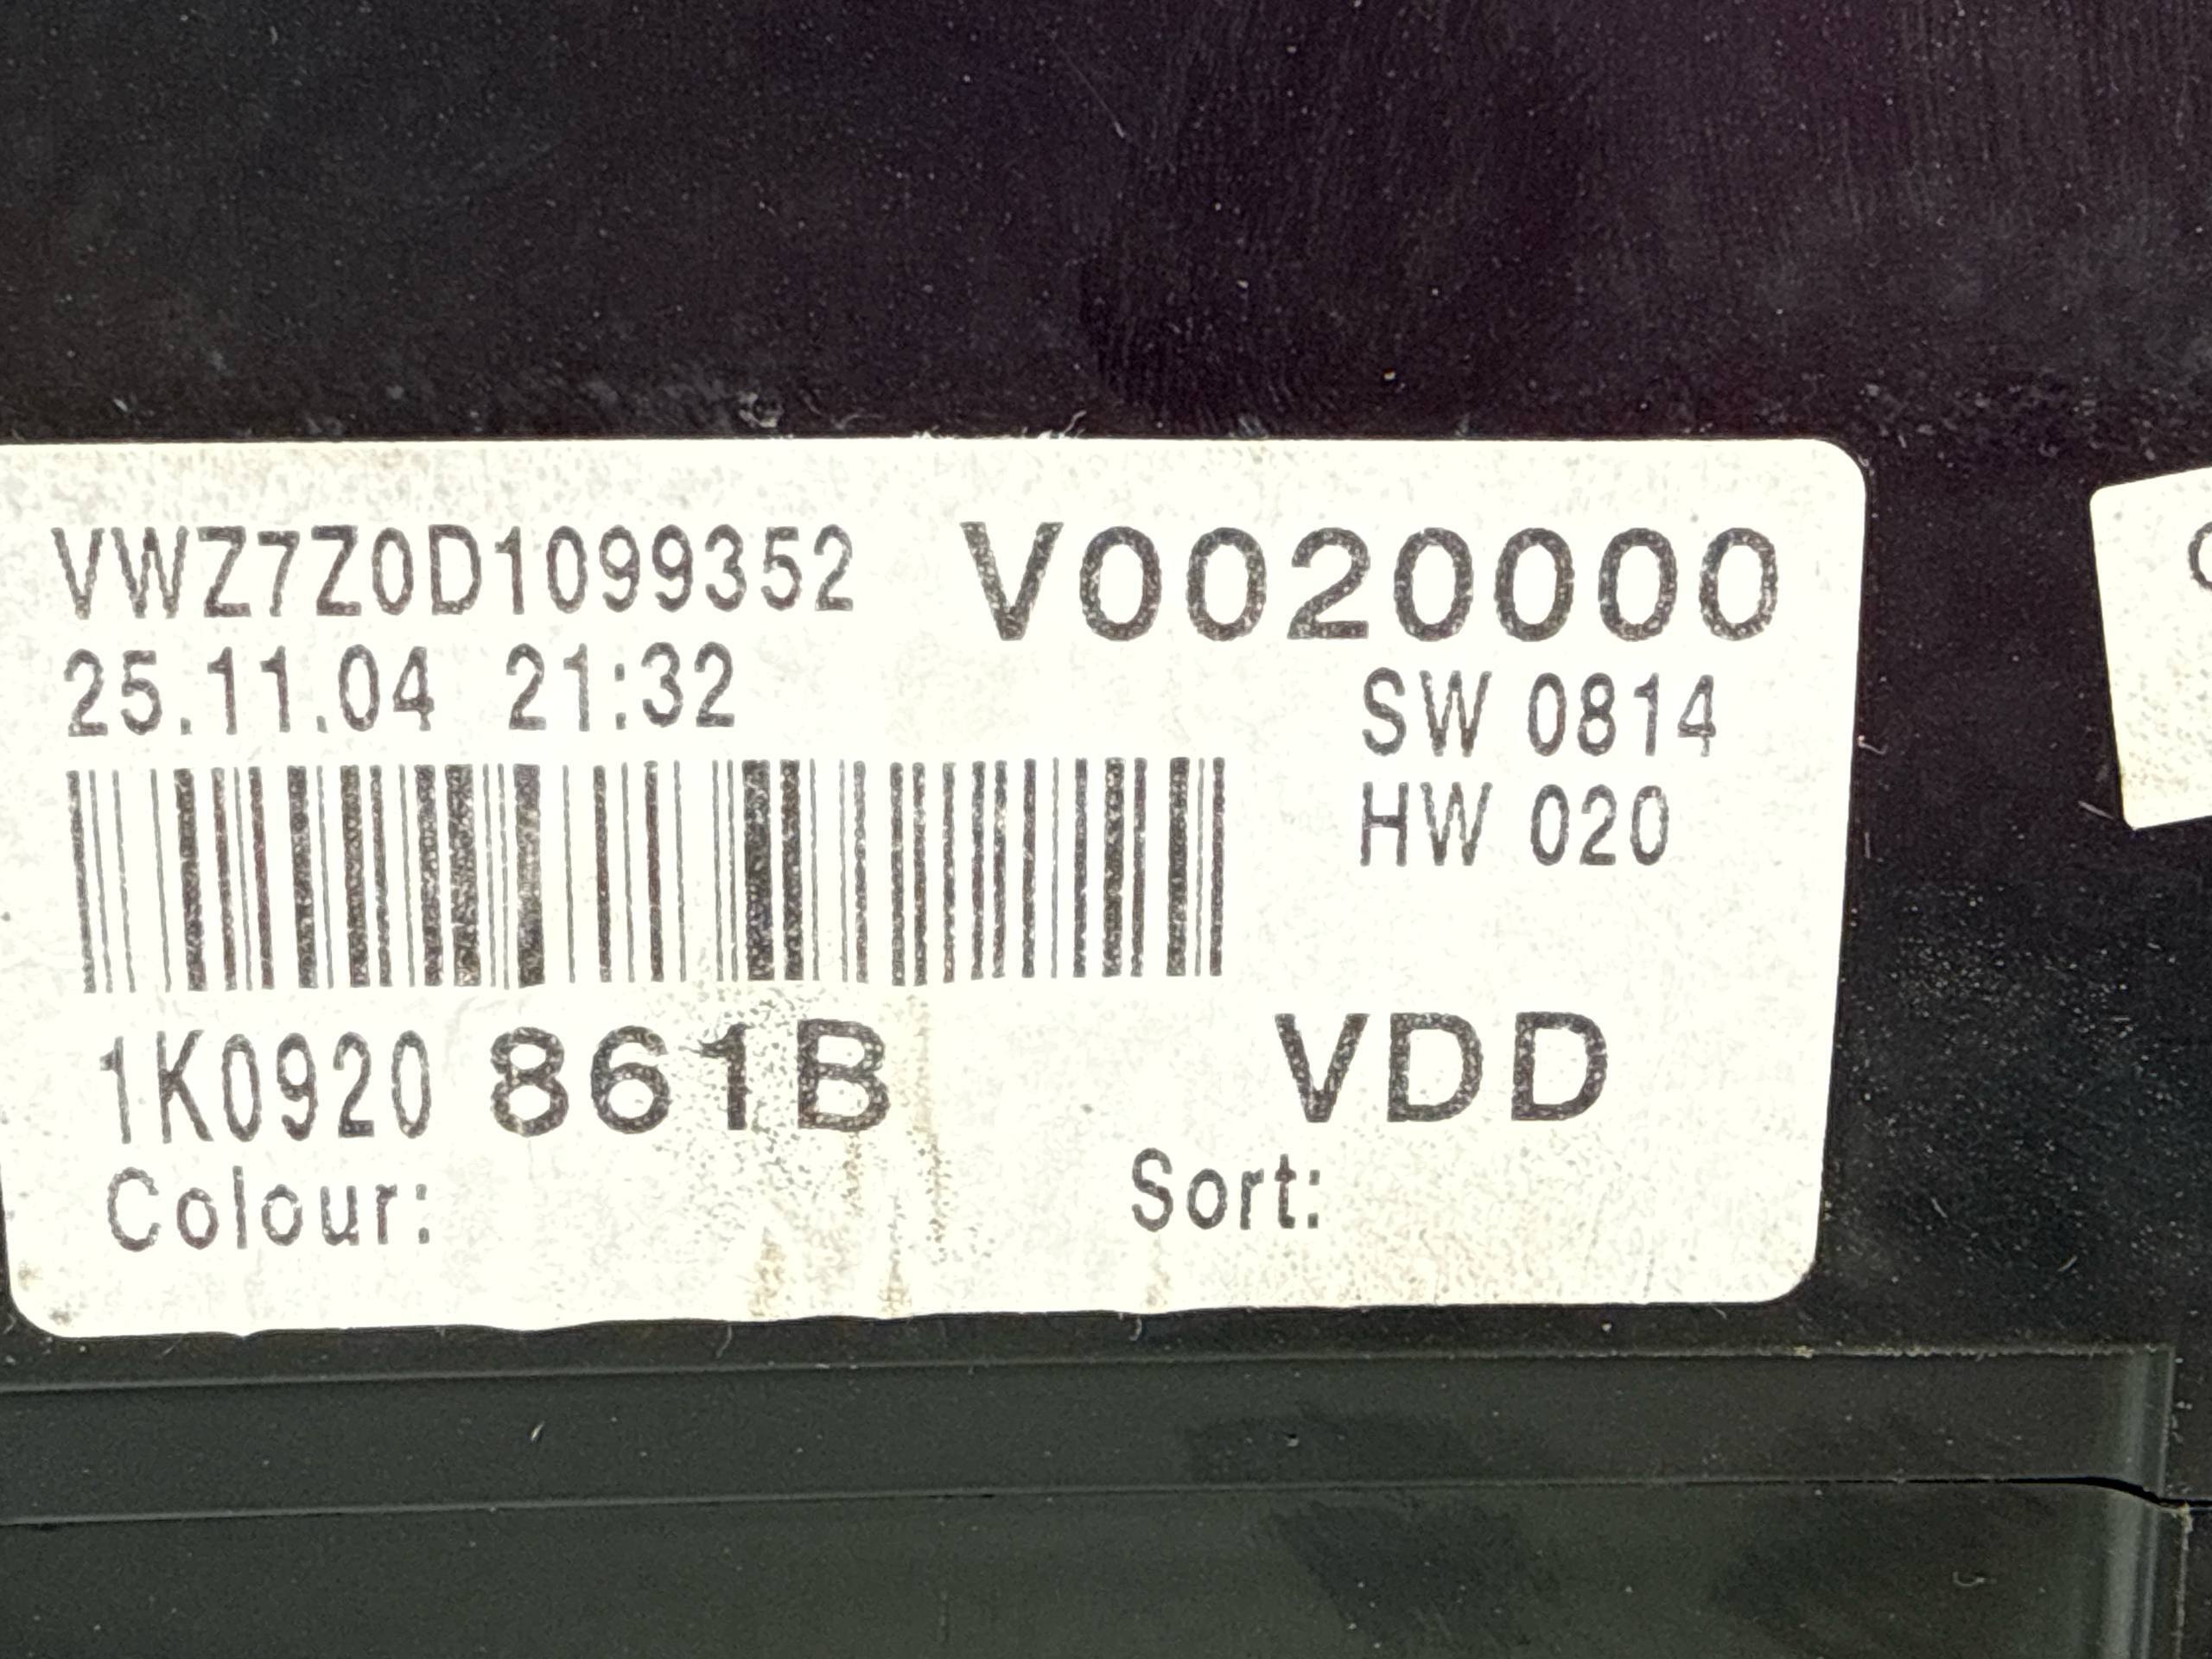 VWZ7Z0D1099352 V0020000
25.11.04 21:32 SW 0814
HW 020
1K0920 861B VDD
Colour: Sort: